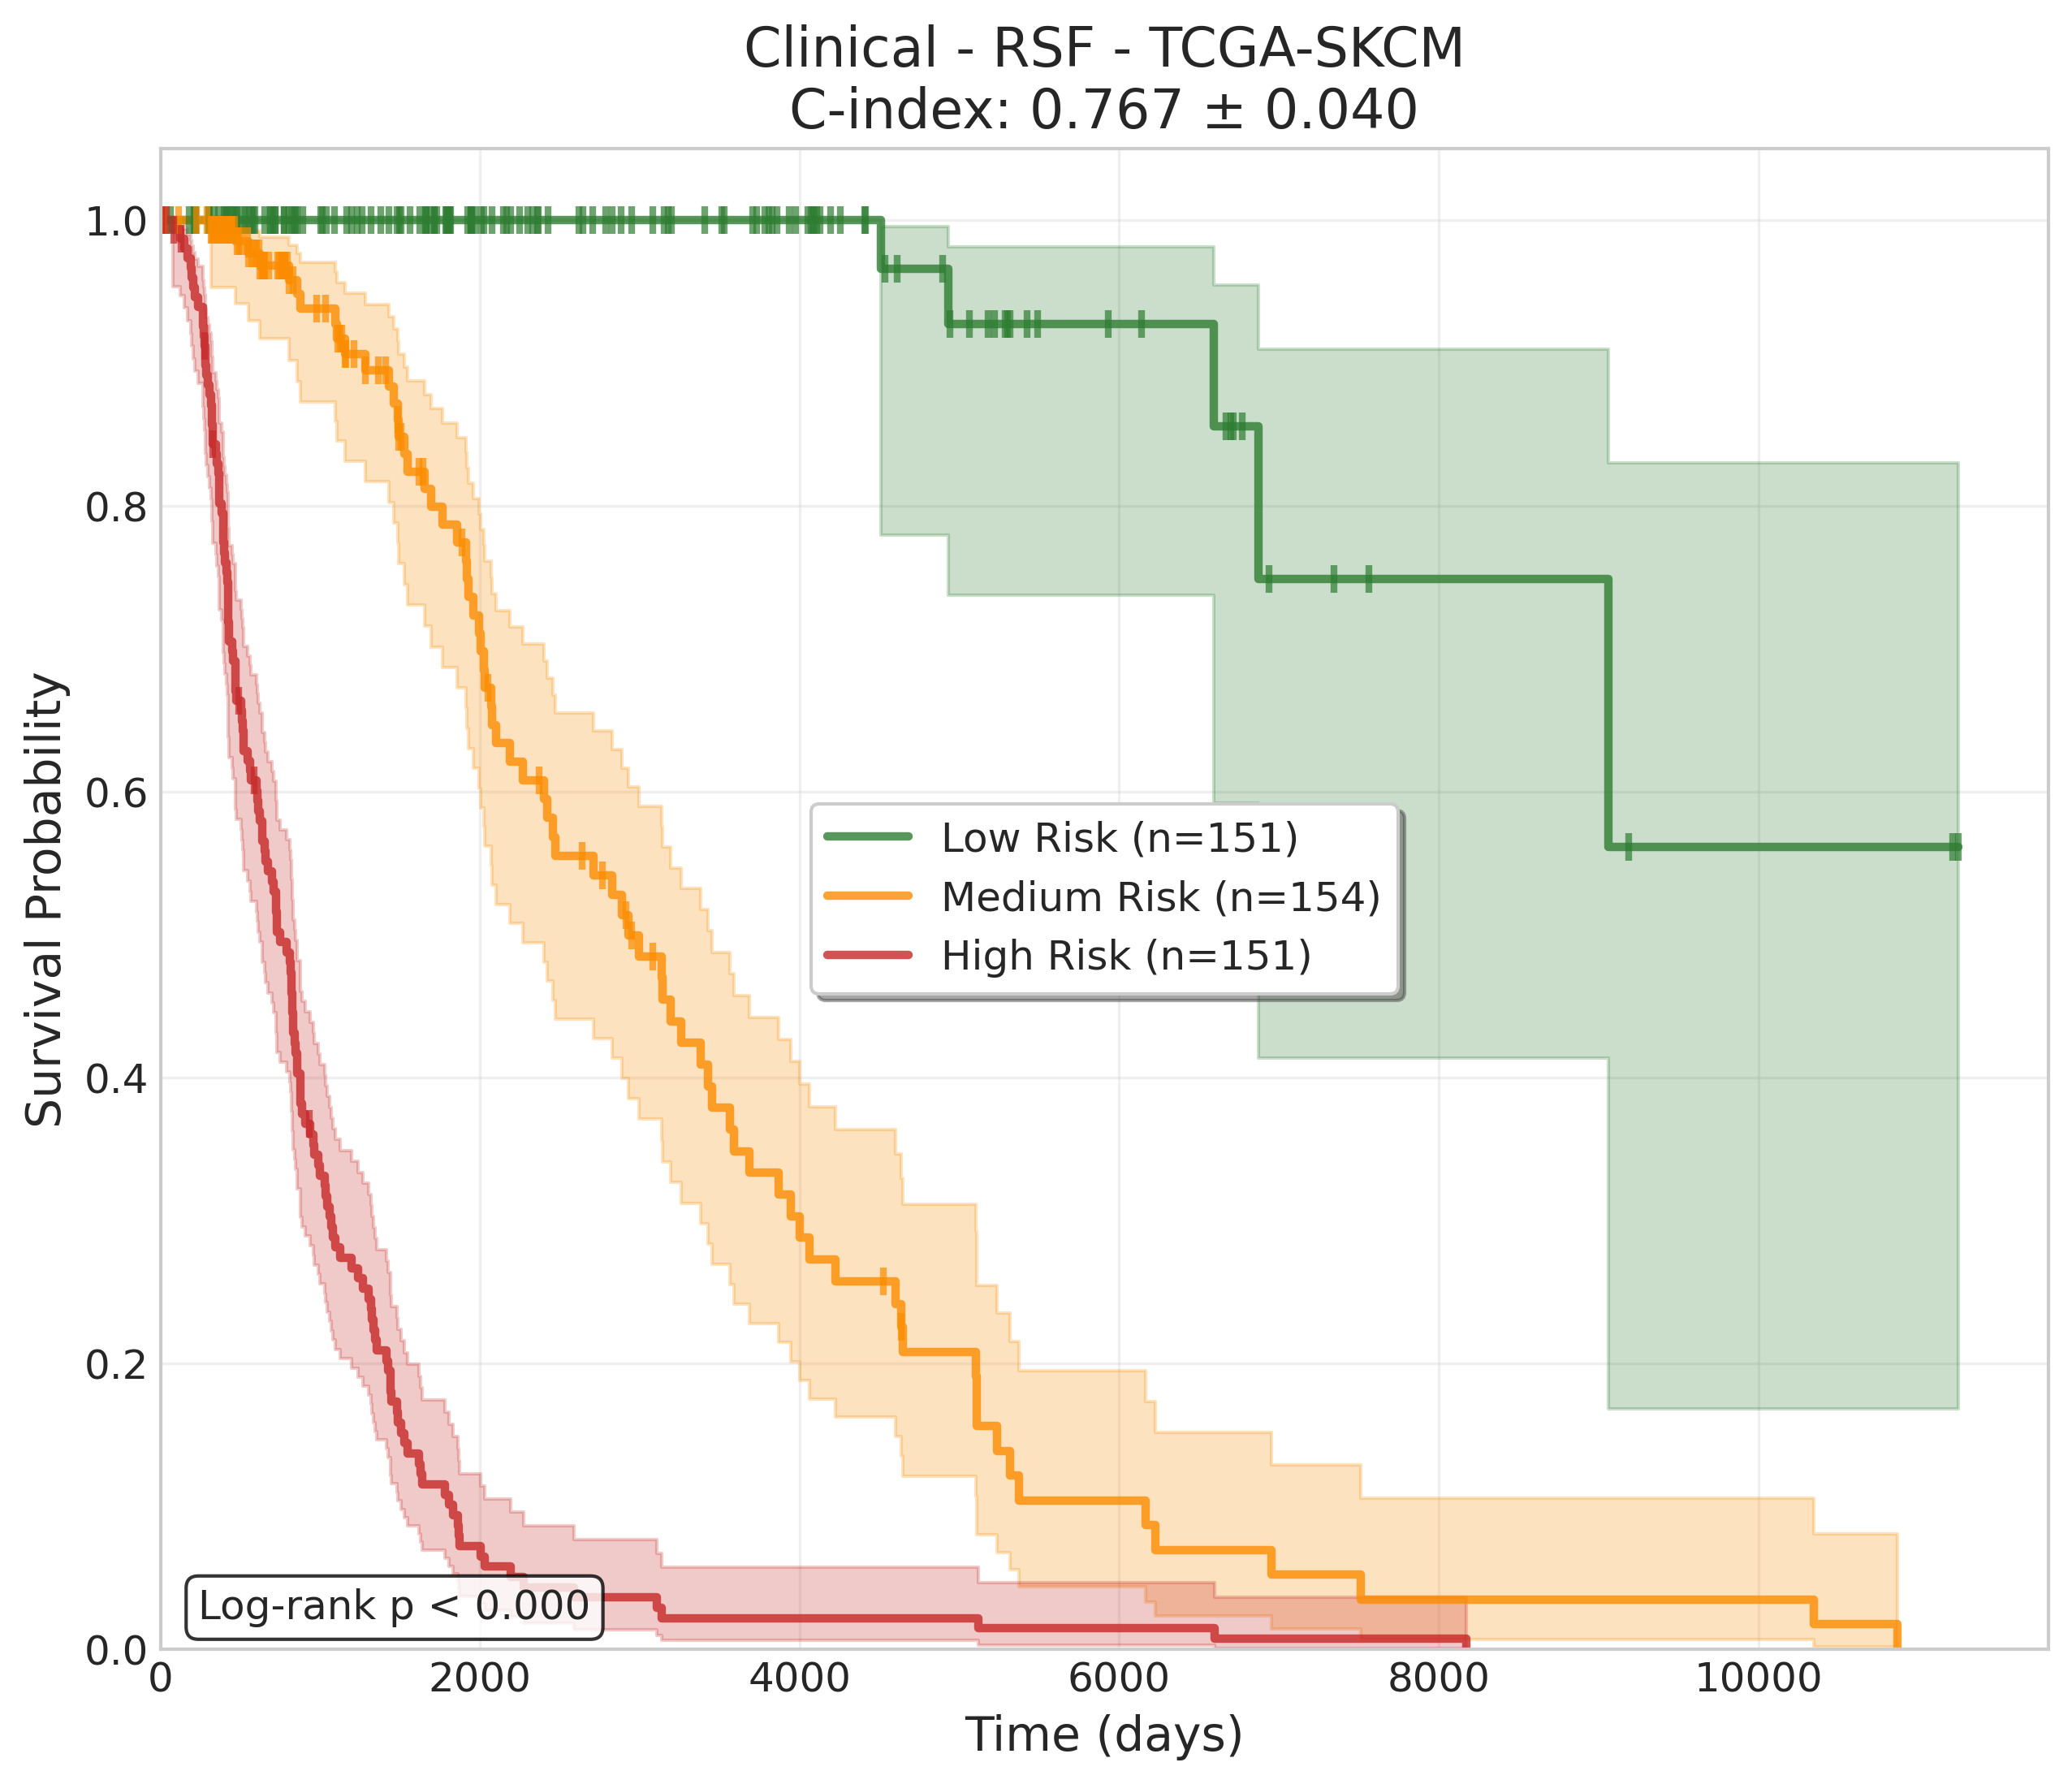 Clinical - RSF - TCGA-SKCM
C-index: 0.767 ± 0.040
Survival Probability
1.0
0.8
0.6
0.4
0.2
0.0
Low Risk (n=151)
Medium Risk (n=154)
High Risk (n=151)
Log-rank p < 0.000
0 2000 4000 6000 8000 10000
Time (days)